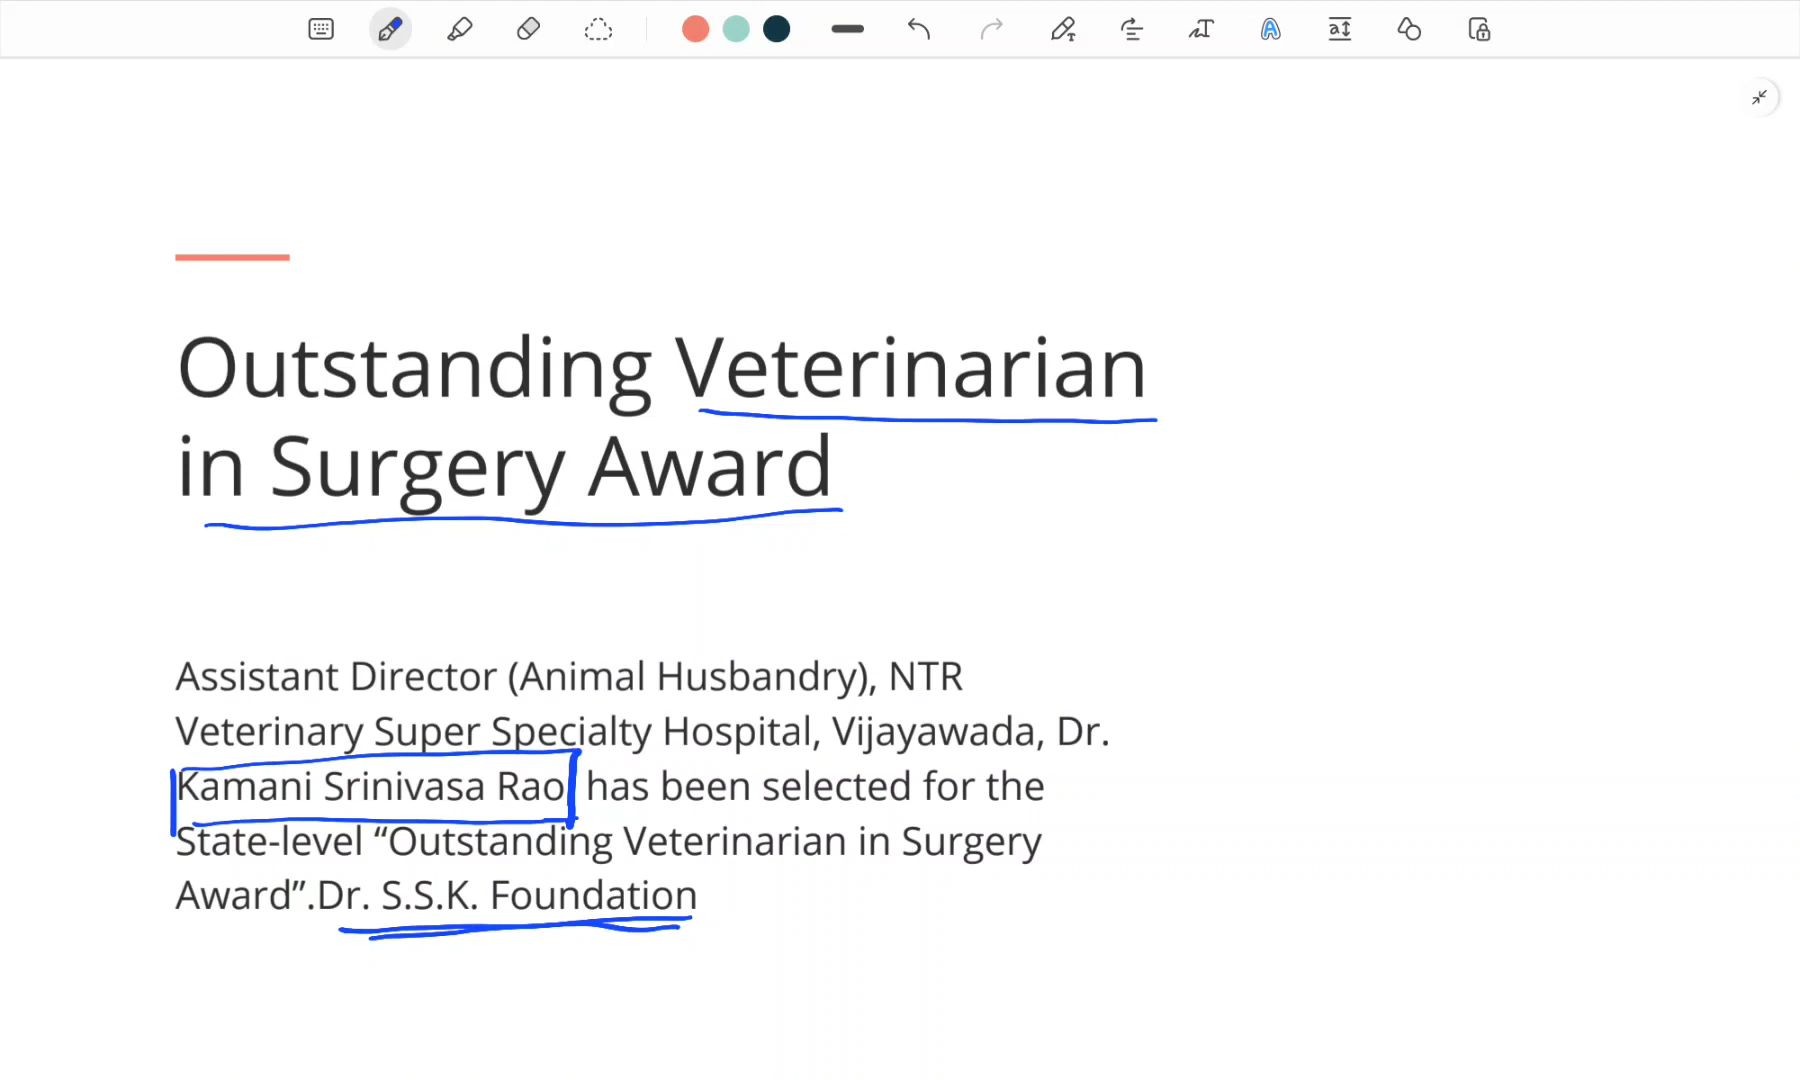 Outstanding Veterinarian
in Surgery Award
Assistant Director (Animal Husbandry), NTR
Veterinary Super Specialty Hospital, Vijayawada, Dr.
Kamani Srinivasa Rao, has been selected for the
State-level “Outstanding Veterinarian in Surgery
Award”.Dr. S.S.K. Foundation